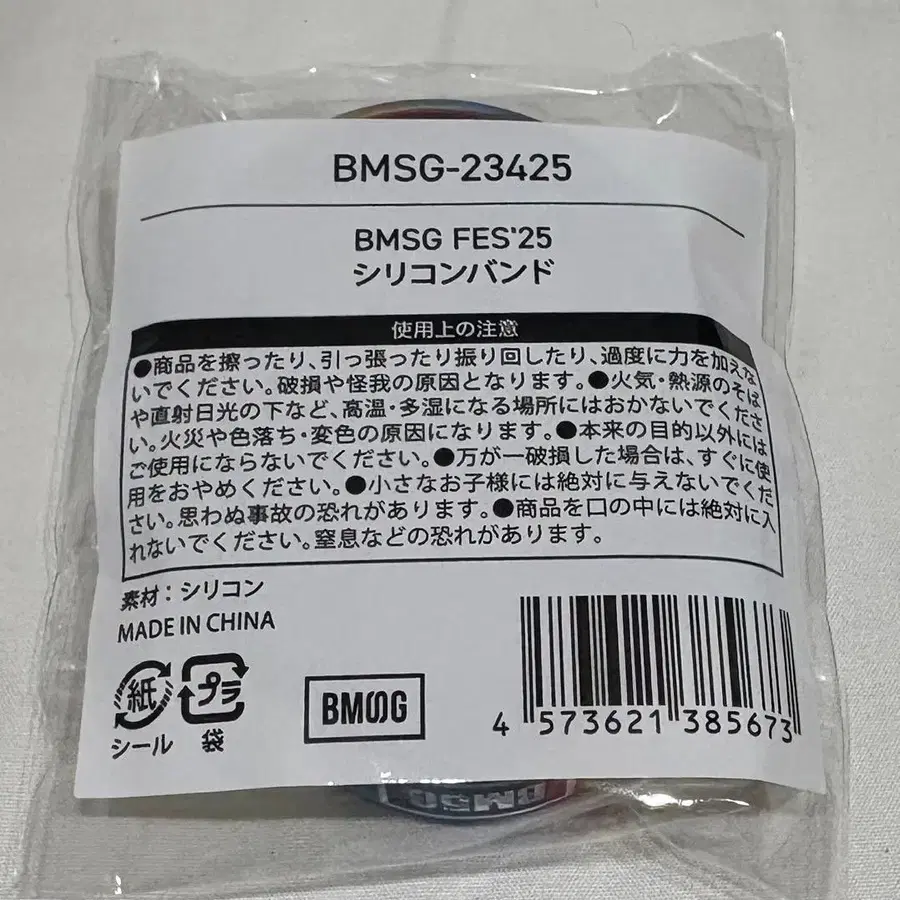 BMSG-23425
BMSG FES'25
シリコンバンド
使用上の注意
●商品を擦ったり、引っ張ったり振り回したり、過度に力を加えな
いでください。破損や怪我の原因となります。●火気・熱源のそば
や直射日光の下など、高温・多湿になる場所にはおかないでくださ
い。火災や色落ち・変色の原因になります。●本来の目的以外には
ご使用にならないでください。●万が一破損した場合は、すぐに使
用をおやめください。●小さなお子様には絶対に与えないでくだ
さい。思わぬ事故の恐れがあります。●商品を口の中には絶対に入
れないでください。窒息などの恐れがあります。
素材：シリコン
MADE IN CHINA
紙
シール
プラ
袋
BMSG
4 573621 385673
BMSG